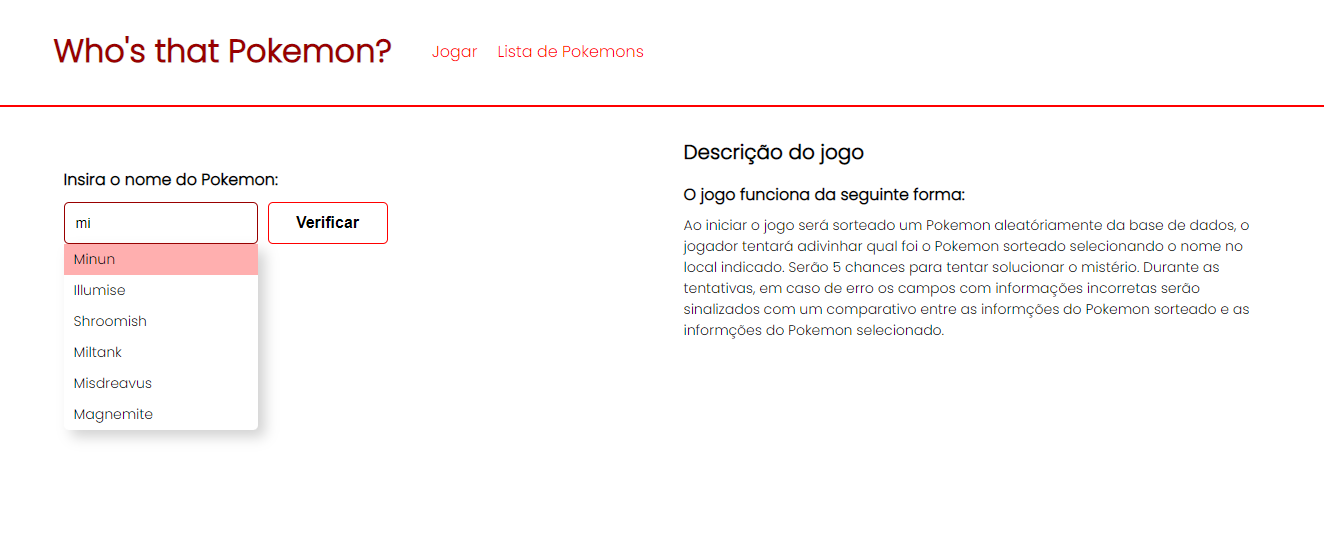 Who's that Pokemon?
Jogar
Lista de Pokemons
Insira o nome do Pokemon:
mi
Verificar
Minun
Illumise
Shroomish
Miltank
Misdreavus
Magnemite
Descrição do jogo
O jogo funciona da seguinte forma:
Ao iniciar o jogo será sorteado um Pokemon aleatóriamente da base de dados, o
jogador tentará adivinhar qual foi o Pokemon sorteado selecionando o nome no
local indicado. Serão 5 chances para tentar solucionar o mistério. Durante as
tentativas, em caso de erro os campos com informações incorretas serão
sinalizados com um comparativo entre as informções do Pokemon sorteado e as
informções do Pokemon selecionado.